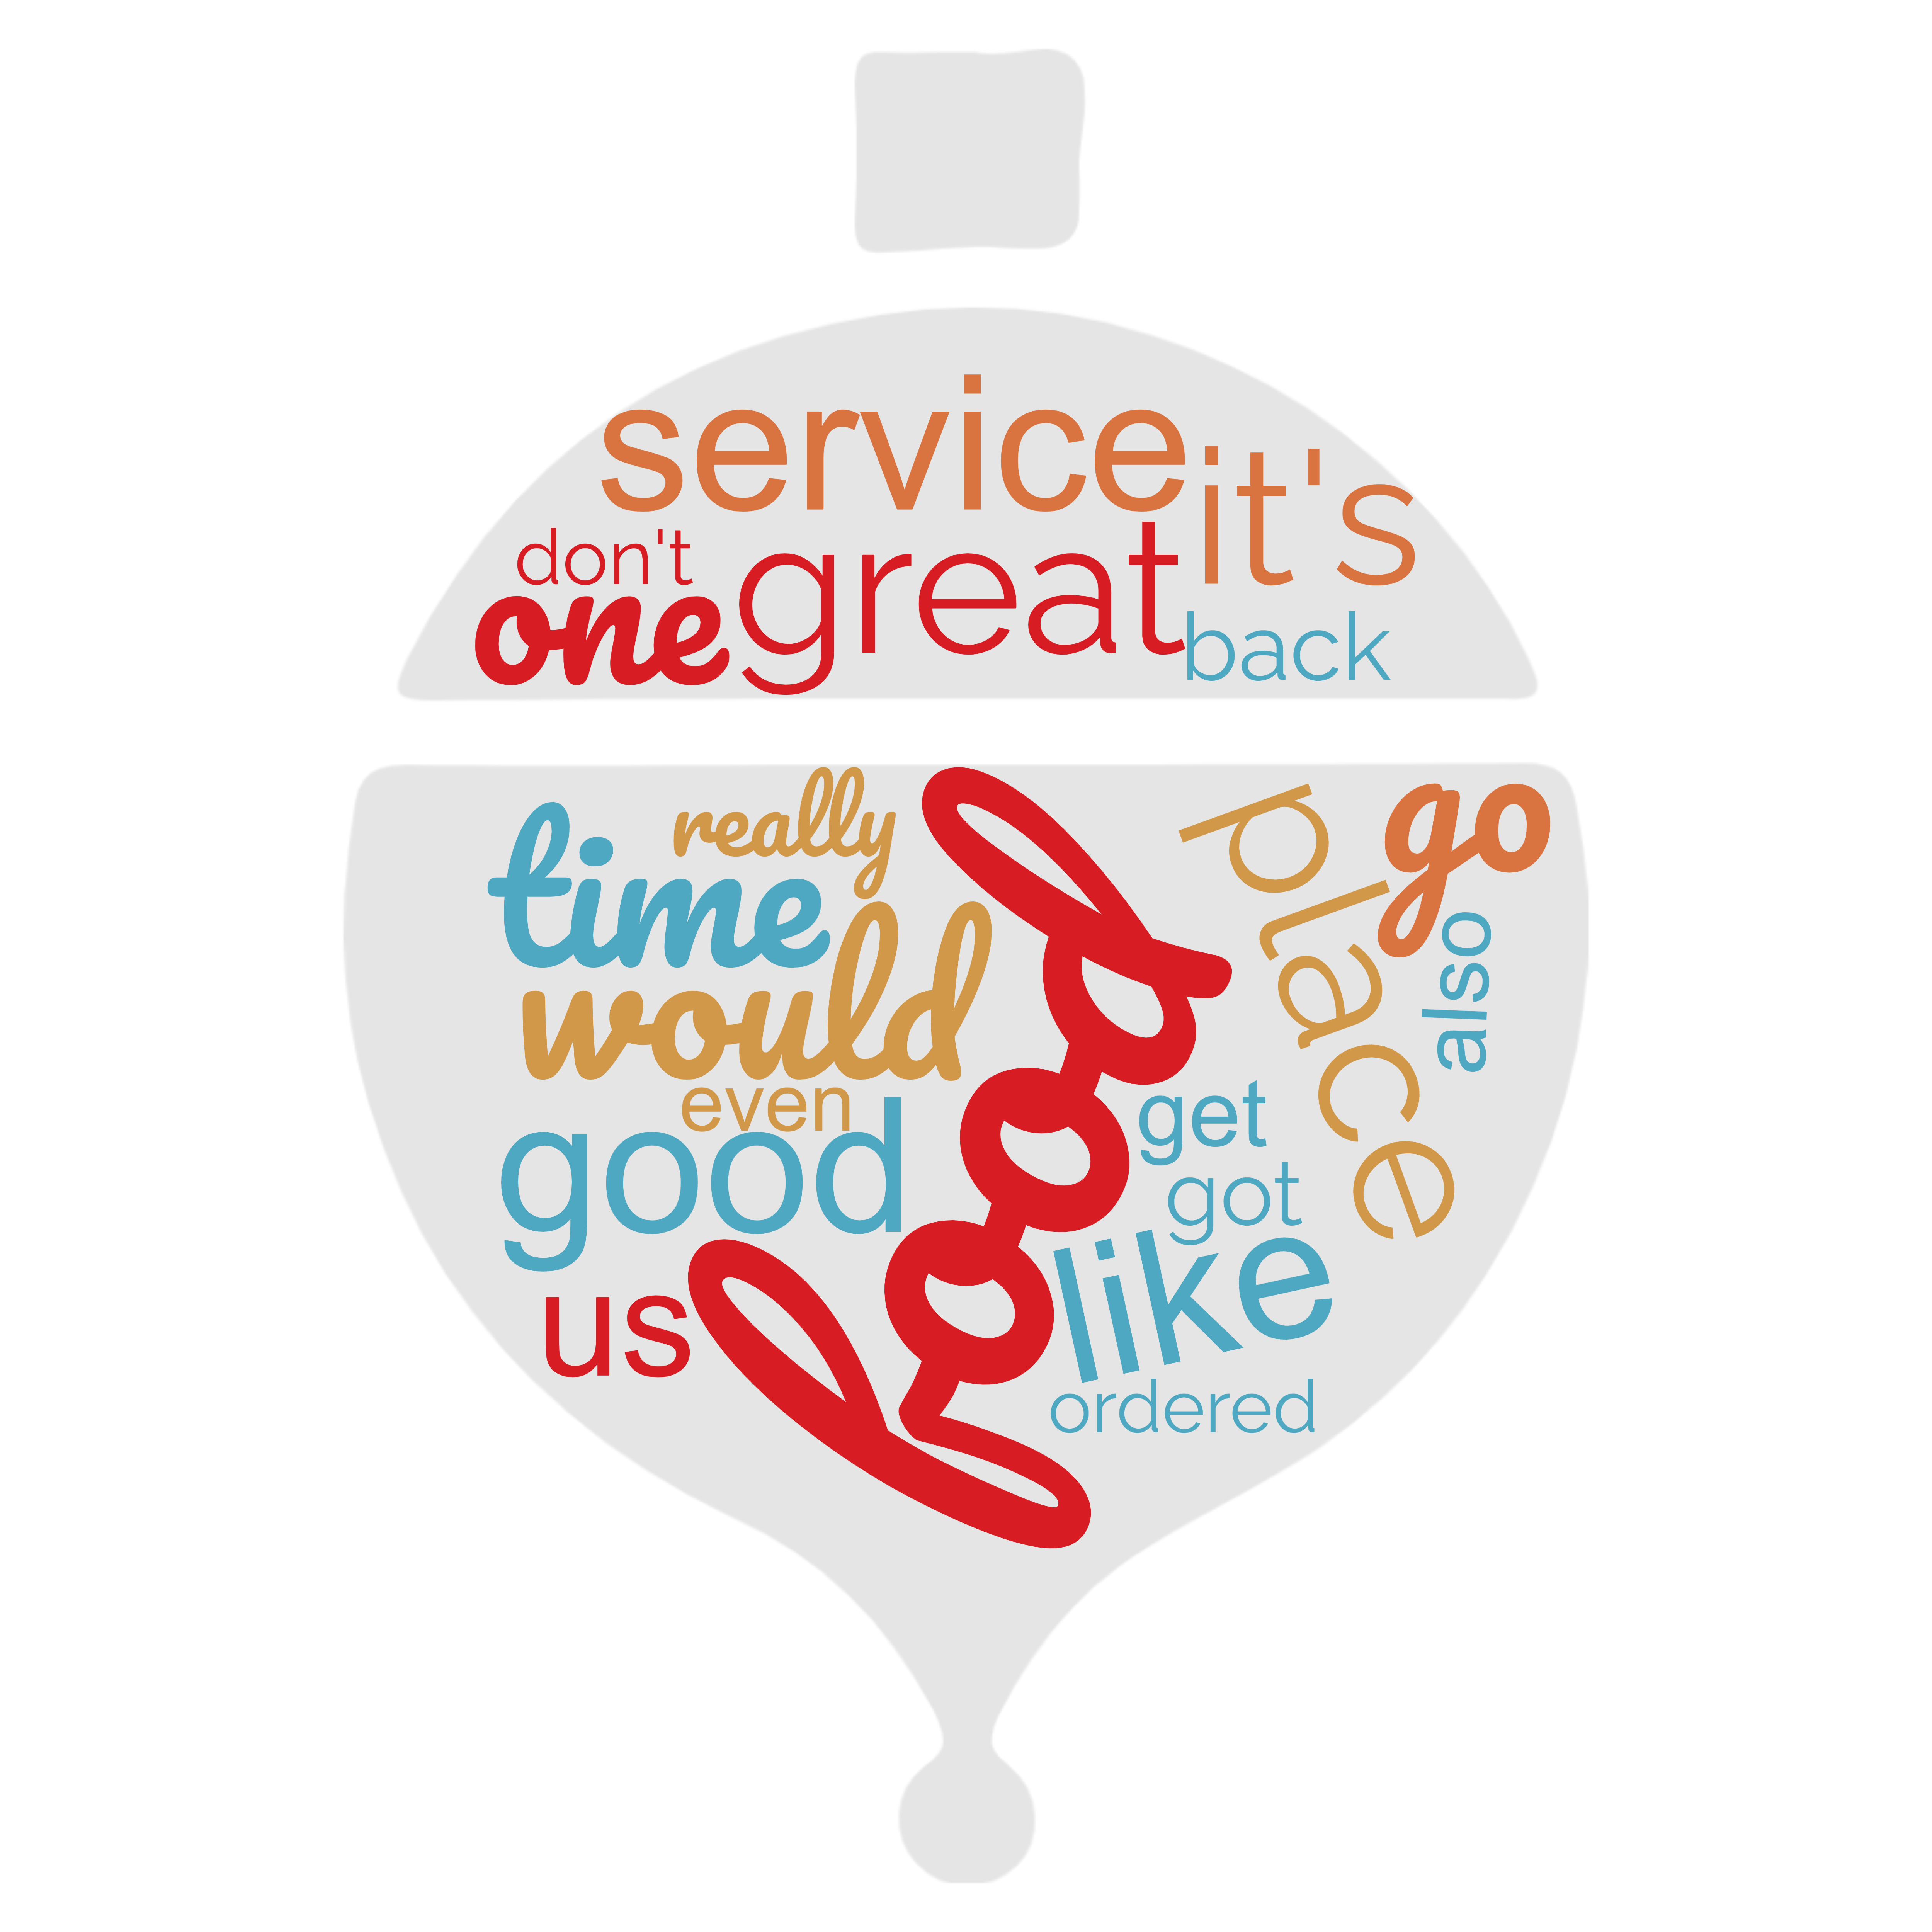 service
it's
don't
great
one
back
really
time
would
even
good
us
food
place
go
also
get
got
like
ordered